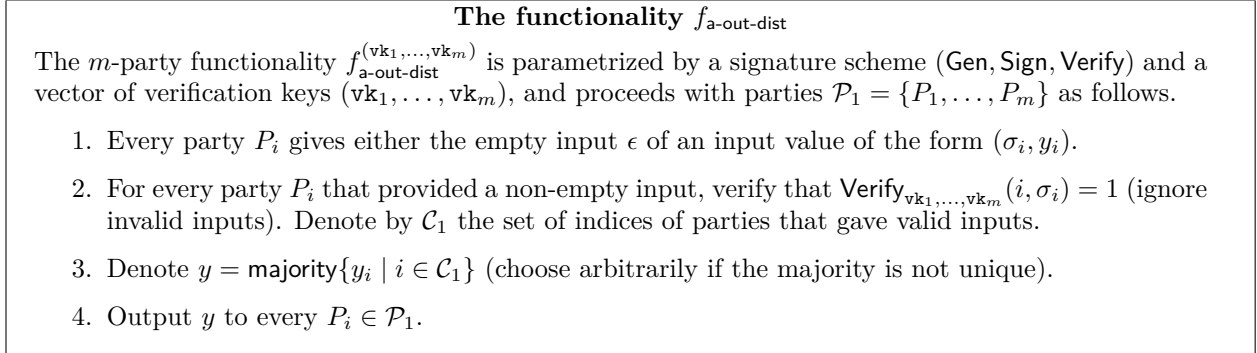 The functionality f_{a-out-dist}
The m-party functionality f_{a-out-dist}^{(vk_1,...,vk_m)} is parametrized by a signature scheme (Gen, Sign, Verify) and a
vector of verification keys (vk_1, . . . , vk_m), and proceeds with parties 𝒫_1 = {P_1, . . . , P_m} as follows.
1. Every party P_i gives either the empty input ϵ of an input value of the form (σ_i, y_i).
2. For every party P_i that provided a non-empty input, verify that Verify_{vk_1,...,vk_m}(i, σ_i) = 1 (ignore
invalid inputs). Denote by 𝒞_1 the set of indices of parties that gave valid inputs.
3. Denote y = majority{y_i | i ∈ 𝒞_1} (choose arbitrarily if the majority is not unique).
4. Output y to every P_i ∈ 𝒫_1.